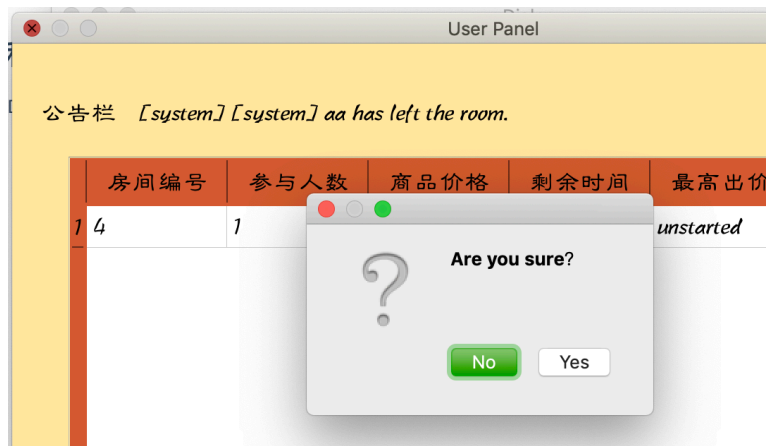 User Panel
公告栏 [system] [system] aa has left the room.
房间编号 参与人数 商品价格 剩余时间 最高出价
1 4 1 unstarted
Are you sure?
No Yes